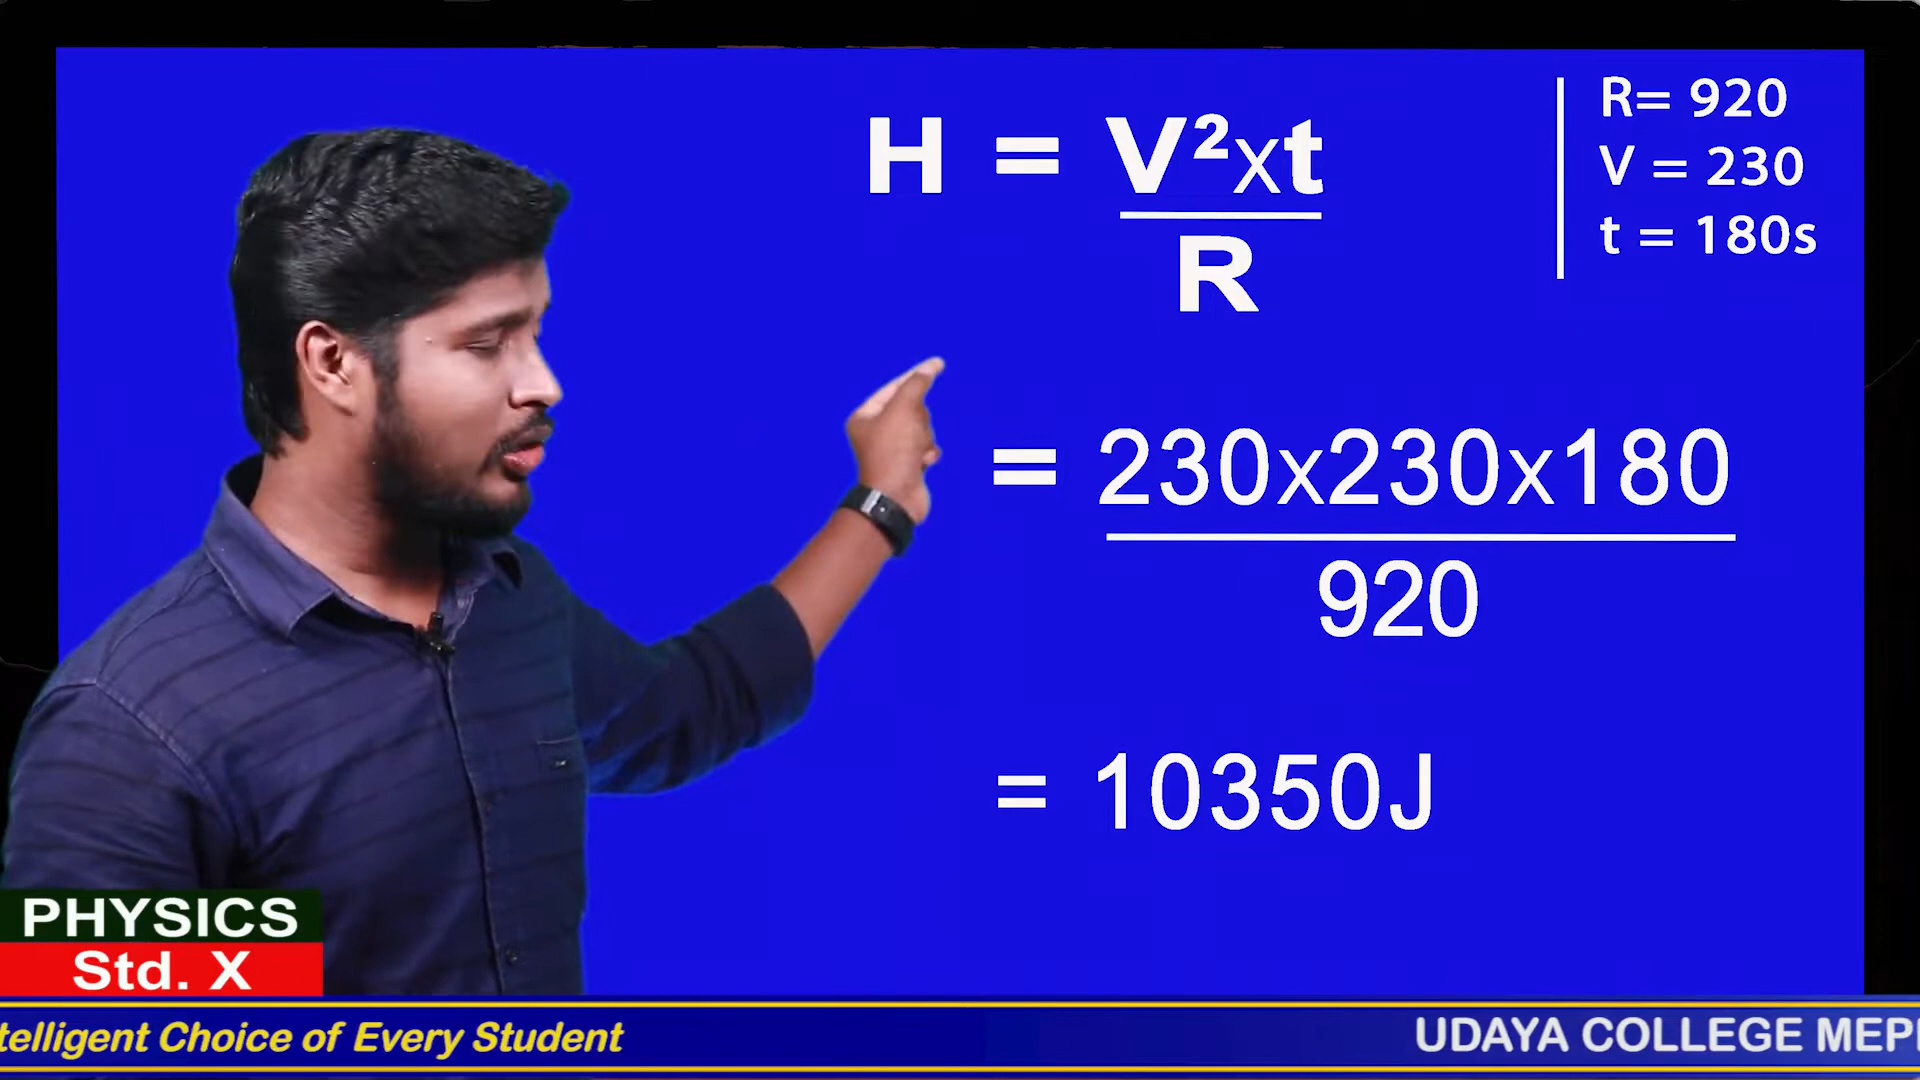 H = V²xt
R
R= 920
V = 230
t = 180s
= 230x230x180
920
= 10350J
PHYSICS
Std. X
telligent Choice of Every Student
UDAYA COLLEGE MEP